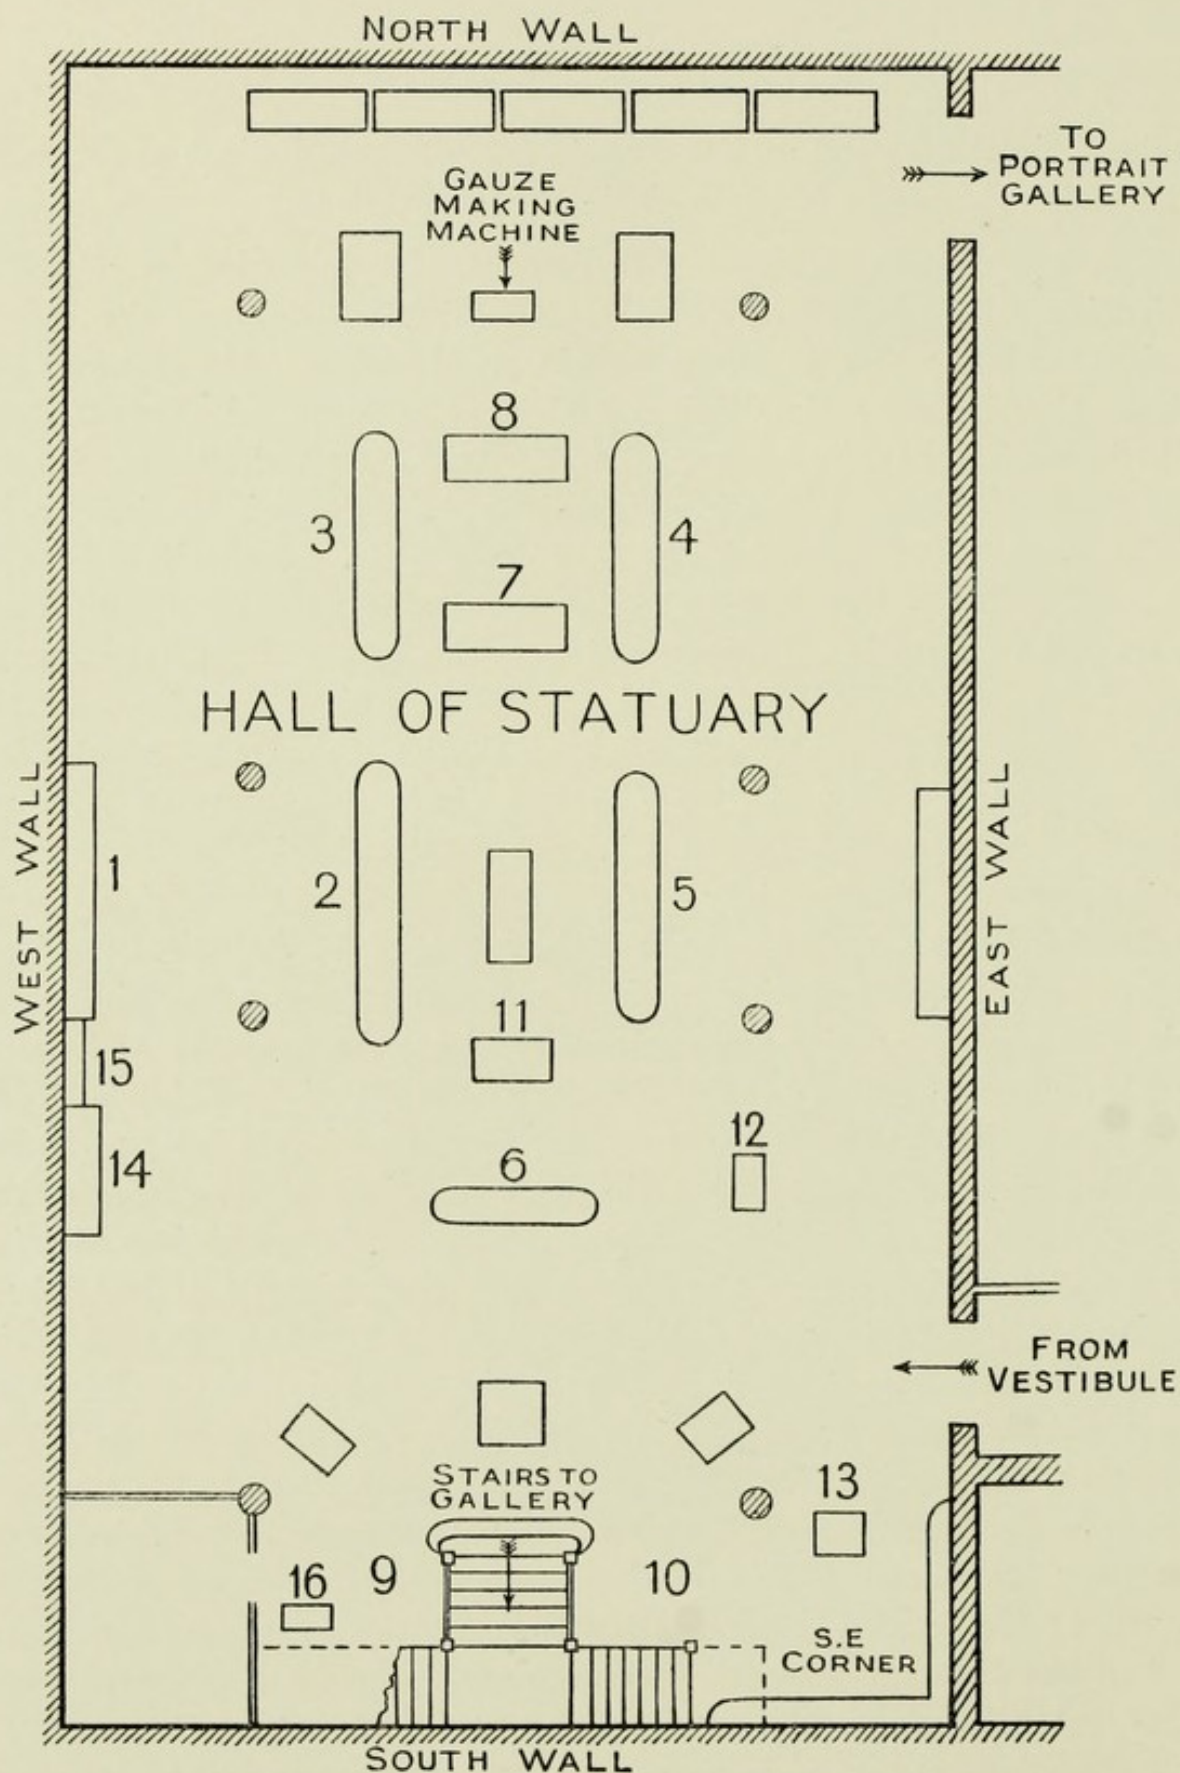 NORTH WALL
TO
PORTRAIT
GALLERY
GAUZE
MAKING
MACHINE
8
3
4
7
HALL OF STATUARY
WEST WALL
EAST WALL
1
2
5
11
15
12
14
6
FROM
VESTIBULE
STAIRS TO
GALLERY
13
16
9
10
S.E
CORNER
SOUTH WALL